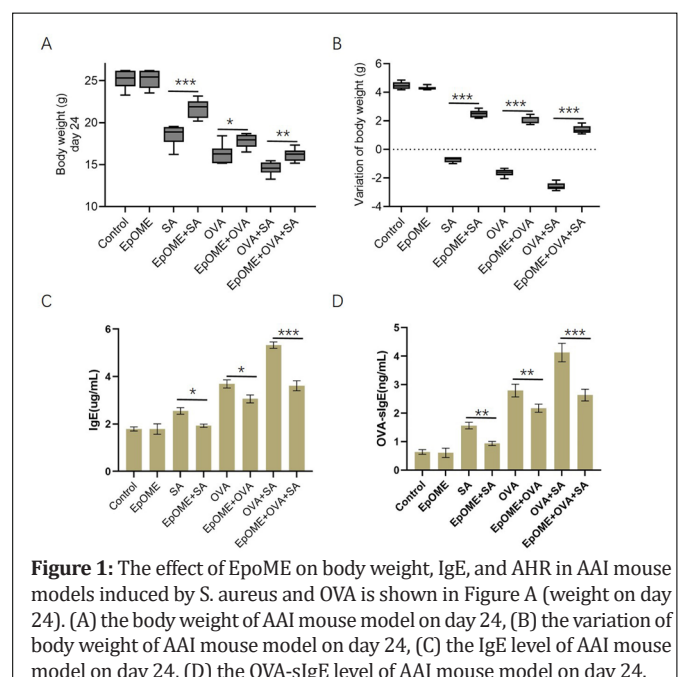 A
Body weight (g)
day 24
25
20
15
10
***
*
**
Control
EpOME
SA
EpOME+SA
OVA
EpOME+OVA
OVA+SA
EpOME+OVA+SA
B
Variation of body weight (g)
6
4
2
0
-2
-4
***
***
***
Control
EpOME
SA
EpOME+SA
OVA
EpOME+OVA
OVA+SA
EpOME+OVA+SA
C
IgE(ug/mL)
6
4
2
0
*
*
***
Control
EpOME
SA
EpOME+SA
OVA
EpOME+OVA
OVA+SA
EpOME+OVA+SA
D
OVA-sIgE(ng/mL)
5
4
3
2
1
0
**
**
***
Control
EpOME
SA
EpOME+SA
OVA
EpOME+OVA
OVA+SA
EpOME+OVA+SA
Figure 1: The effect of EpoME on body weight, IgE, and AHR in AAI mouse
models induced by S. aureus and OVA is shown in Figure A (weight on day
24). (A) the body weight of AAI mouse model on day 24, (B) the variation of
body weight of AAI mouse model on day 24, (C) the IgE level of AAI mouse
model on day 24, (D) the OVA-sIgE level of AAI mouse model on day 24.